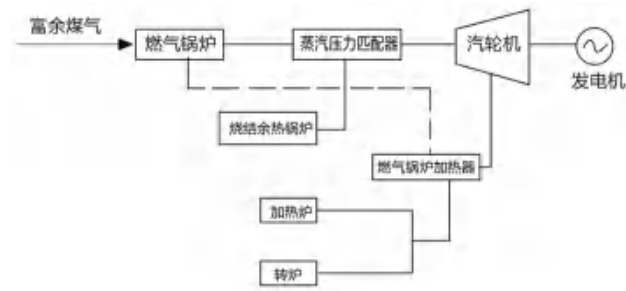 富余煤气
燃气锅炉
蒸汽压力匹配器
汽轮机
发电机
烧结余热锅炉
燃气锅炉加热器
加热炉
转炉